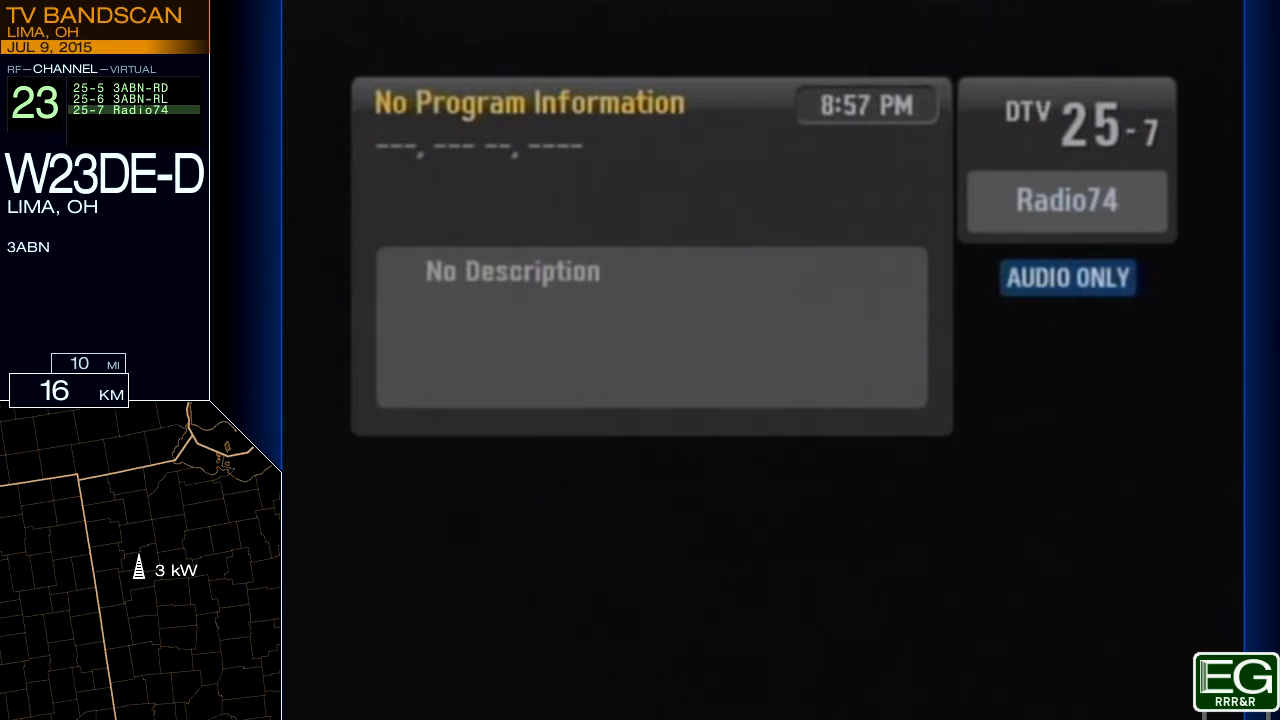 TV BANDSCAN
LIMA, OH
JUL 9, 2015
RF—CHANNEL—VIRTUAL
23
25-5 3ABN-RD
25-6 3ABN-RL
25-7 Radio74
W23DE-D
LIMA, OH
3ABN
10 MI
16 KM
3 kW
No Program Information
8:57 PM
---, --- --, ----
No Description
DTV 25-7
Radio74
AUDIO ONLY
EG
RRR&R